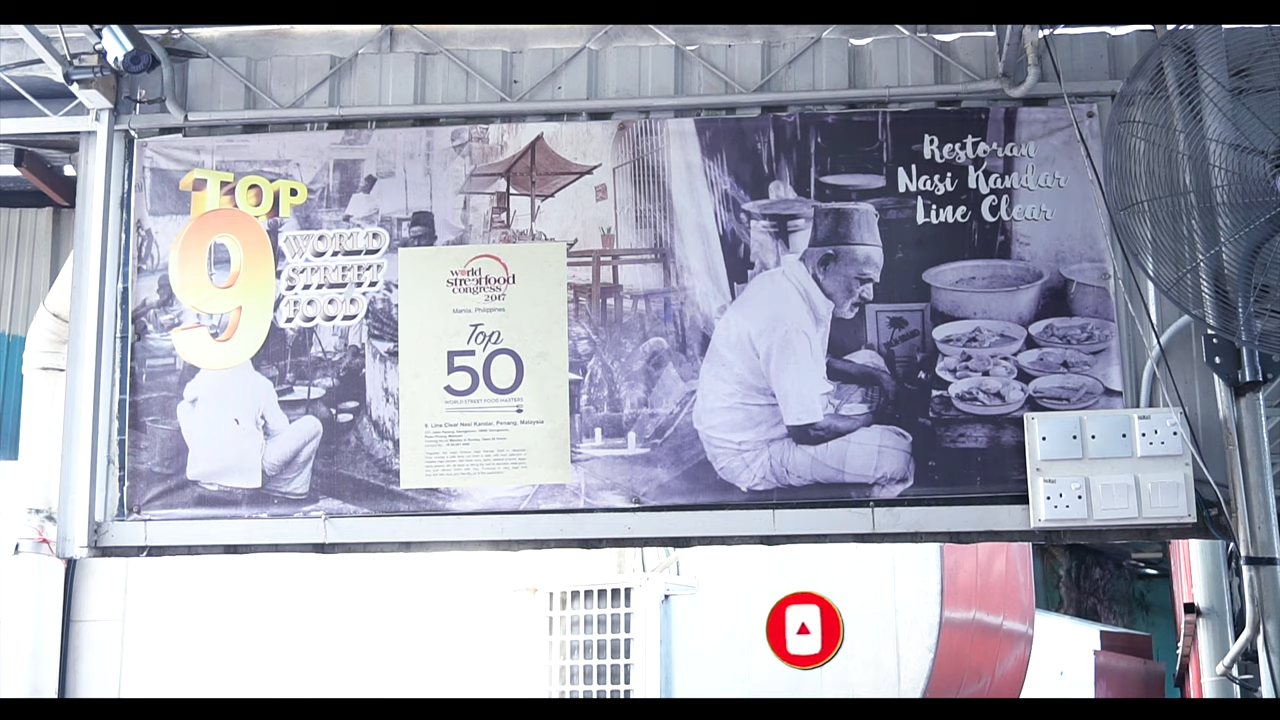 TOP
9
WORLD
STREET
FOOD
world
streetfood
congress
2017
Manila, Philippines
Top
50
WORLD STREET FOOD MASTERS
Line Clear Nasi Kandar, Penang, Malaysia
Restoran
Nasi Kandar
Line Clear